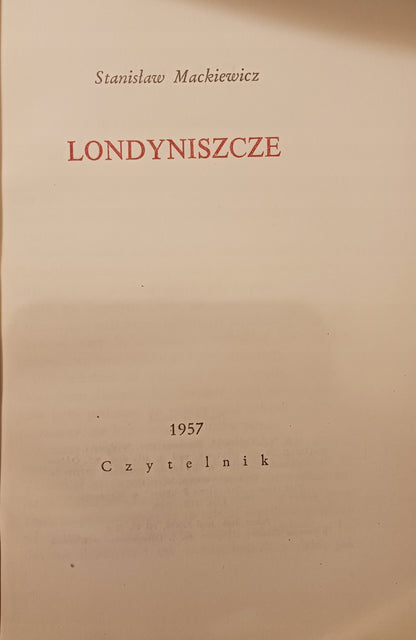 Stanisław Mackiewicz
LONDYNISZCZE
1957
Czytelnik